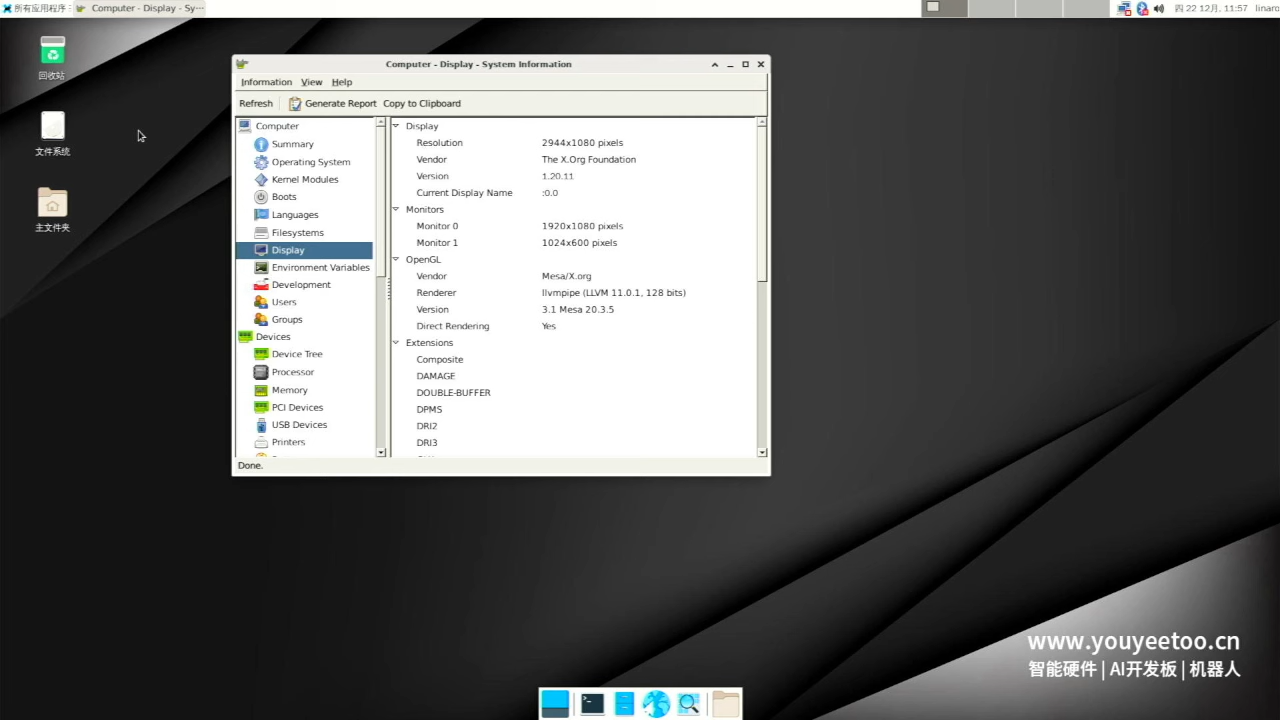 所有应用程序
Computer - Display - Sy···
四 22 12月, 11:57
linaro
回收站
文件系统
主文件夹
Computer - Display - System Information
Information View Help
Refresh Generate Report Copy to Clipboard
Computer
Summary
Operating System
Kernel Modules
Boots
Languages
Filesystems
Display
Environment Variables
Development
Users
Groups
Devices
Device Tree
Processor
Memory
PCI Devices
USB Devices
Printers
Display
Resolution 2944x1080 pixels
Vendor The X.Org Foundation
Version 1.20.11
Current Display Name :0.0
Monitors
Monitor 0 1920x1080 pixels
Monitor 1 1024x600 pixels
OpenGL
Vendor Mesa/X.org
Renderer llvmpipe (LLVM 11.0.1, 128 bits)
Version 3.1 Mesa 20.3.5
Direct Rendering Yes
Extensions
Composite
DAMAGE
DOUBLE-BUFFER
DPMS
DRI2
DRI3
Done.
www.youyeetoo.cn
智能硬件 | AI开发板 | 机器人